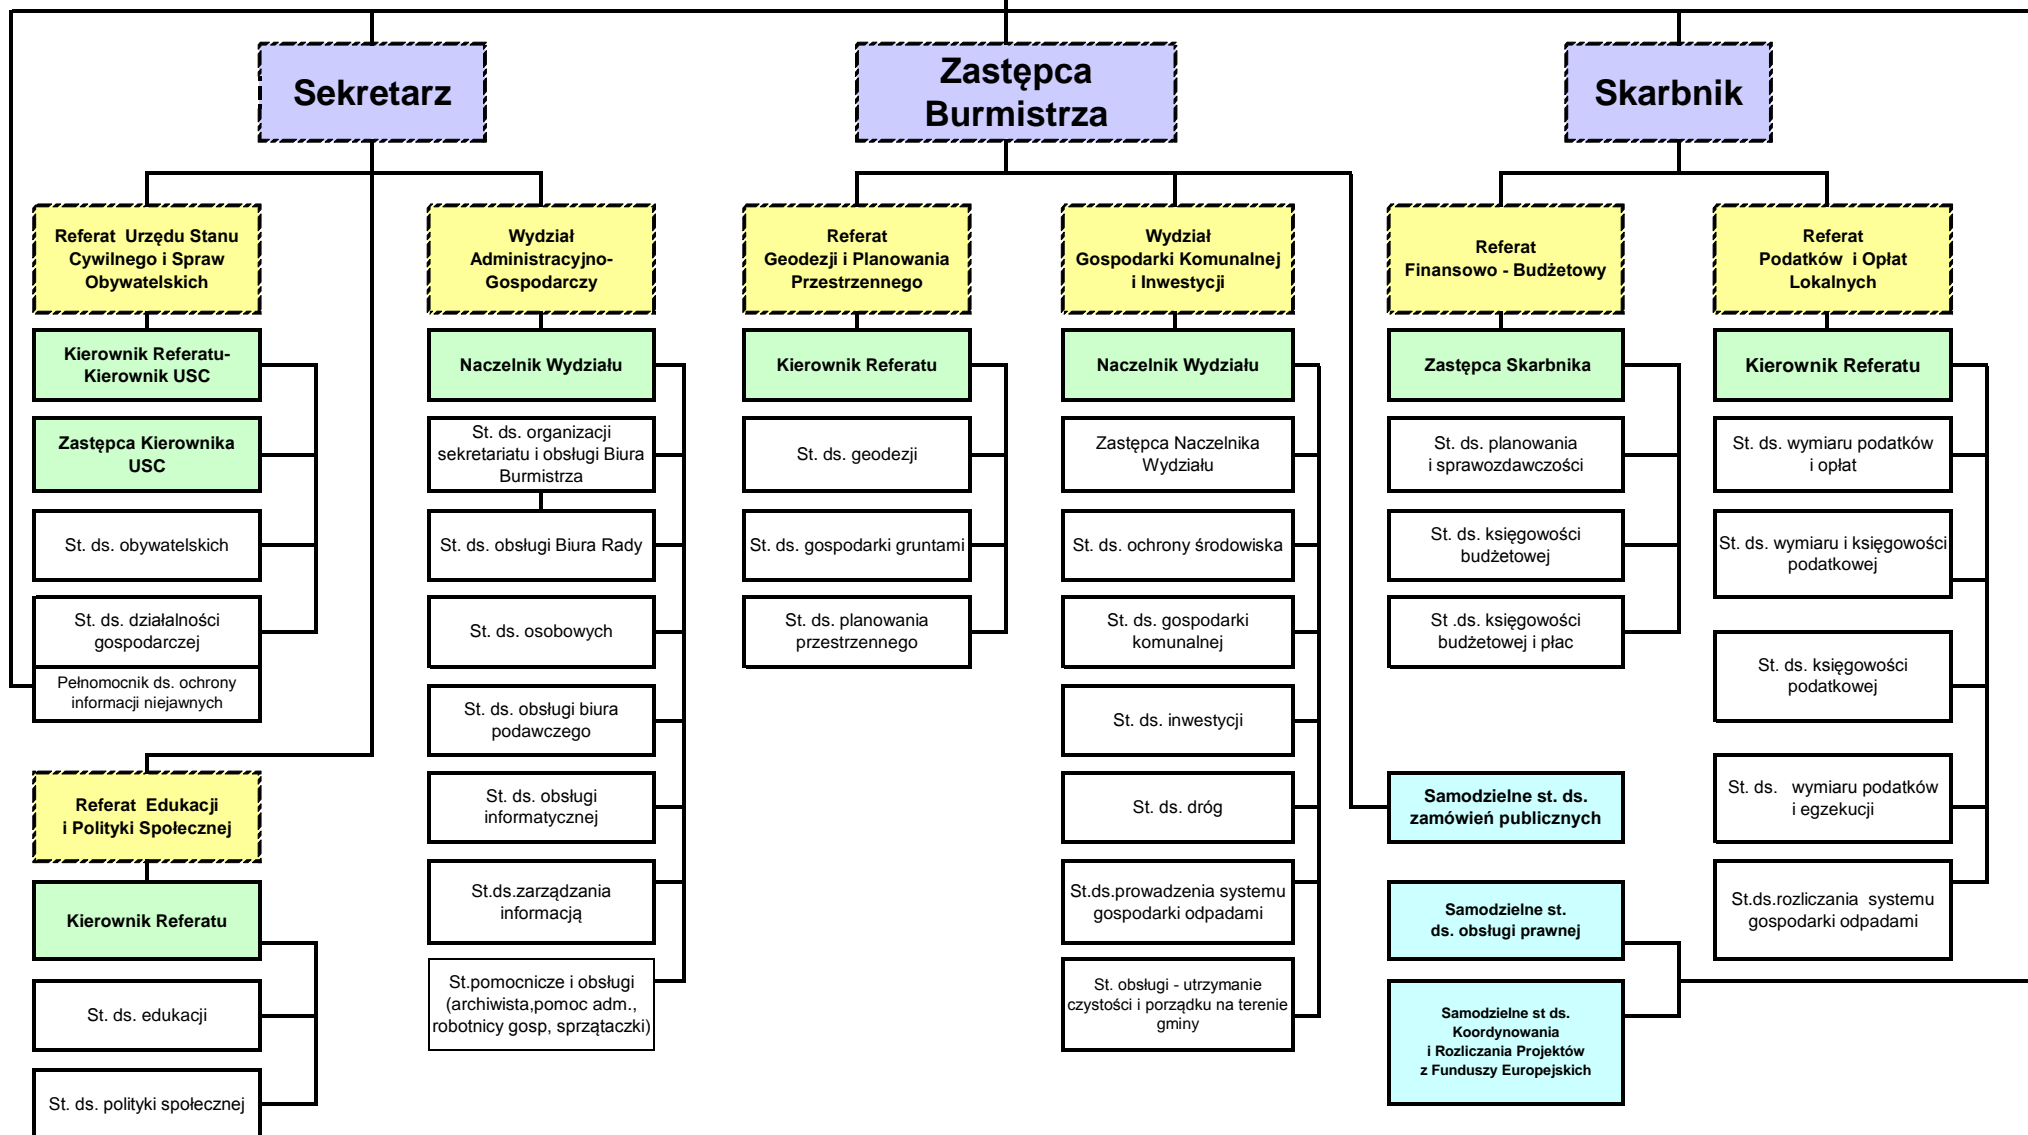 Sekretarz
Zastępca
Burmistrza
Skarbnik
Referat  Urzędu Stanu
Cywilnego i Spraw
Obywatelskich
Kierownik Referatu-
Kierownik USC
Zastępca Kierownika
USC
St. ds. obywatelskich
St. ds. działalności
gospodarczej
Pełnomocnik ds. ochrony
informacji niejawnych
Referat  Edukacji
i Polityki Społecznej
Kierownik Referatu
St. ds. edukacji
St. ds. polityki społecznej
Wydział
Administracyjno-
Gospodarczy
Naczelnik Wydziału
St. ds. organizacji
sekretariatu i obsługi Biura
Burmistrza
St. ds. obsługi Biura Rady
St. ds. osobowych
St. ds. obsługi biura
podawczego
St. ds. obsługi
informatycznej
St.ds.zarządzania
informacją
St.pomocnicze i obsługi
(archiwista,pomoc adm.,
robotnicy gosp, sprzątaczki)
Referat
Geodezji i Planowania
Przestrzennego
Kierownik Referatu
St. ds. geodezji
St. ds. gospodarki gruntami
St. ds. planowania
przestrzennego
Wydział
Gospodarki Komunalnej
i Inwestycji
Naczelnik Wydziału
Zastępca Naczelnika
Wydziału
St. ds. ochrony środowiska
St. ds. gospodarki
komunalnej
St. ds. inwestycji
St. ds. dróg
St.ds.prowadzenia systemu
gospodarki odpadami
St. obsługi - utrzymanie
czystości i porządku na terenie
gminy
Referat
Finansowo - Budżetowy
Zastępca Skarbnika
St. ds. planowania
i sprawozdawczości
St. ds. księgowości
budżetowej
St .ds. księgowości
budżetowej i płac
Samodzielne st. ds.
zamówień publicznych
Samodzielne st.
ds. obsługi prawnej
Samodzielne st ds.
Koordynowania
i Rozliczania Projektów
z Funduszy Europejskich
Referat
Podatków  i Opłat
Lokalnych
Kierownik Referatu
St. ds. wymiaru podatków
i opłat
St. ds. wymiaru i księgowości
podatkowej
St. ds. księgowości
podatkowej
St. ds.   wymiaru podatków
i egzekucji
St.ds.rozliczania  systemu
gospodarki odpadami